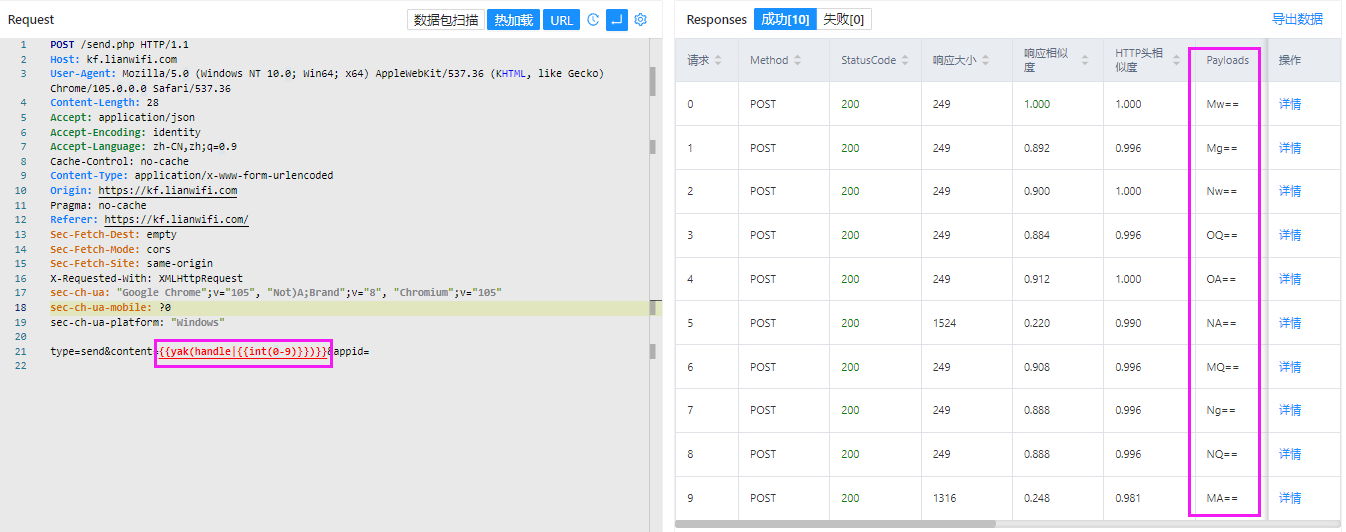 Request 数据包扫描 热加载 URL
1 POST /send.php HTTP/1.1
2 Host: kf.lianwifi.com
3 User-Agent: Mozilla/5.0 (Windows NT 10.0; Win64; x64) AppleWebKit/537.36 (KHTML, like Gecko)
Chrome/105.0.0.0 Safari/537.36
4 Content-Length: 28
5 Accept: application/json
6 Accept-Encoding: identity
7 Accept-Language: zh-CN,zh;q=0.9
8 Cache-Control: no-cache
9 Content-Type: application/x-www-form-urlencoded
10 Origin: https://kf.lianwifi.com
11 Pragma: no-cache
12 Referer: https://kf.lianwifi.com/
13 Sec-Fetch-Dest: empty
14 Sec-Fetch-Mode: cors
15 Sec-Fetch-Site: same-origin
16 X-Requested-With: XMLHttpRequest
17 sec-ch-ua: "Google Chrome";v="105", "Not)A;Brand";v="8", "Chromium";v="105"
18 sec-ch-ua-mobile: ?0
19 sec-ch-ua-platform: "Windows"
20
21 type=send&content={{yak(handle|{{int(0-9)}})}}&appid=
22
Responses 成功[10] 失败[0] 导出数据
请求 Method StatusCode 响应大小 响应相似度 HTTP头相似度 Payloads 操作
0 POST 200 249 1.000 1.000 Mw== 详情
1 POST 200 249 0.892 0.996 Mg== 详情
2 POST 200 249 0.900 1.000 Nw== 详情
3 POST 200 249 0.884 0.996 OQ== 详情
4 POST 200 249 0.912 1.000 OA== 详情
5 POST 200 1524 0.220 0.990 NA== 详情
6 POST 200 249 0.908 0.996 MQ== 详情
7 POST 200 249 0.888 0.996 Ng== 详情
8 POST 200 249 0.888 0.996 NQ== 详情
9 POST 200 1316 0.248 0.981 MA== 详情